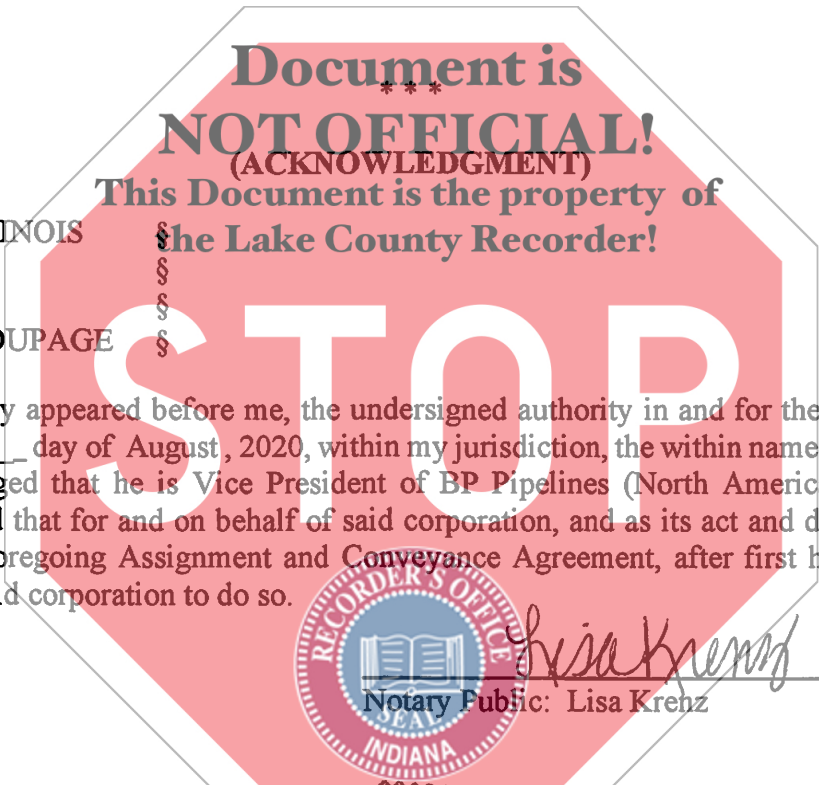 Document is
* * *
NOT OFFICIAL!
(ACKNOWLEDGMENT)
This Document is the property of
the Lake County Recorder!
INOIS §
§
§
UPAGE §
STOP
y appeared before me, the undersigned authority in and for the
_ day of August, 2020, within my jurisdiction, the within name
ged that he is Vice President of BP Pipelines (North Americ
that for and on behalf of said corporation, and as its act and d
regoing Assignment and Conveyance Agreement, after first h
d corporation to do so.
RECORDER'S OFFICE
SEAL
INDIANA
Lisa Krenz
Notary Public: Lisa Krenz